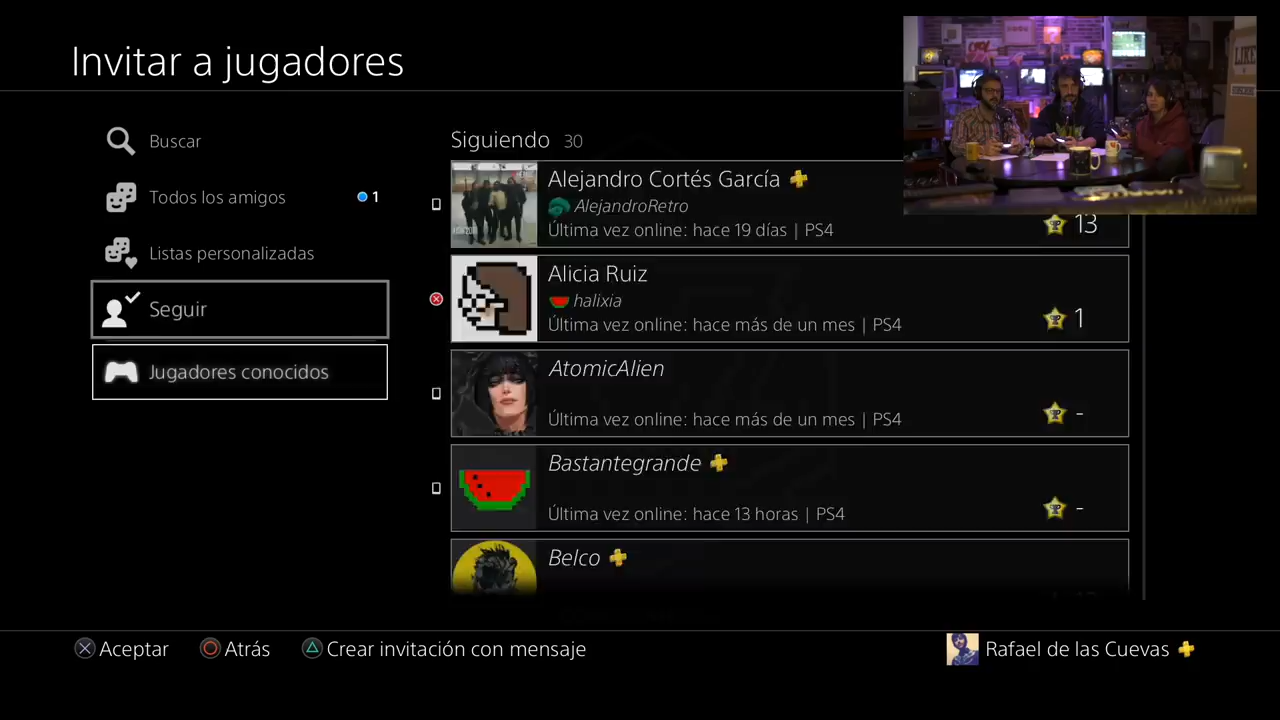 Invitar a jugadores
Buscar
Todos los amigos
1
Listas personalizadas
Seguir
Jugadores conocidos
Siguiendo 30
Alejandro Cortés García
AlejandroRetro
Última vez online: hace 19 días | PS4
13
Alicia Ruiz
halixia
Última vez online: hace más de un mes | PS4
1
AtomicAlien
Última vez online: hace más de un mes | PS4
-
Bastantegrande
Última vez online: hace 13 horas | PS4
-
Belco
LIKE
Aceptar
Atrás
Crear invitación con mensaje
Rafael de las Cuevas